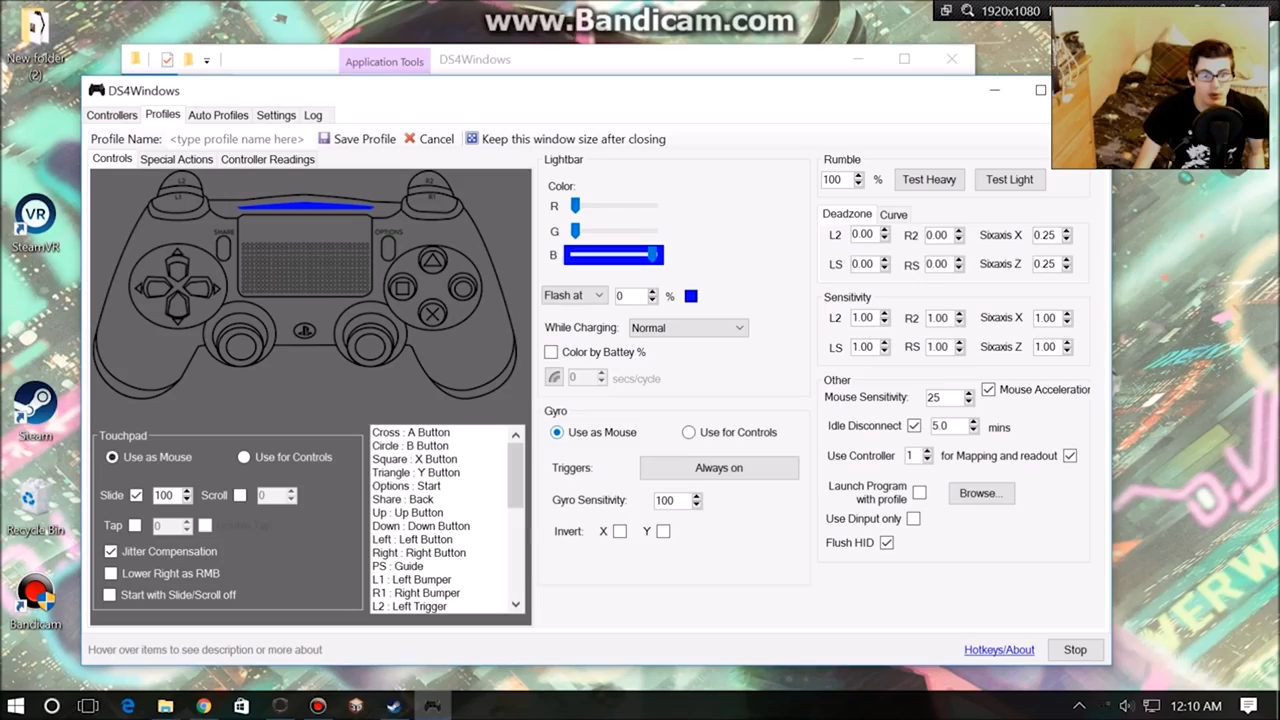 www.Bandicam.com
1920x1080
New folder
(2)
Application Tools
DS4Windows
DS4Windows
Controllers
Profiles
Auto Profiles
Settings
Log
Profile Name:
<type profile name here>
Save Profile
Cancel
Keep this window size after closing
Controls
Special Actions
Controller Readings
L2
L1
R2
R1
SHARE
OPTIONS
Touchpad
Use as Mouse
Use for Controls
Slide
100
Scroll
0
Tap
0
Jitter Compensation
Lower Right as RMB
Start with Slide/Scroll off
Cross : A Button
Circle : B Button
Square : X Button
Triangle : Y Button
Options : Start
Share : Back
Up : Up Button
Down : Down Button
Left : Left Button
Right : Right Button
PS : Guide
L1 : Left Bumper
R1 : Right Bumper
L2 : Left Trigger
Lightbar
Color:
R
G
B
Flash at
0
%
While Charging:
Normal
Color by Battey %
0
secs/cycle
Gyro
Use as Mouse
Use for Controls
Triggers:
Always on
Gyro Sensitivity:
100
Invert:
X
Y
Rumble
100
%
Test Heavy
Test Light
Deadzone
Curve
L2
0.00
R2
0.00
Sixaxis X
0.25
LS
0.00
RS
0.00
Sixaxis Z
0.25
Sensitivity
L2
1.00
R2
1.00
Sixaxis X
1.00
LS
1.00
RS
1.00
Sixaxis Z
1.00
Other
Mouse Sensitivity:
25
Mouse Acceleration
Idle Disconnect
5.0
mins
Use Controller
1
for Mapping and readout
Launch Program
with profile
Browse...
Use Dinput only
Flush HID
Hover over items to see description or more about
Hotkeys/About
Stop
VR
SteamVR
Steam
Recycle Bin
Bandicam
12:10 AM